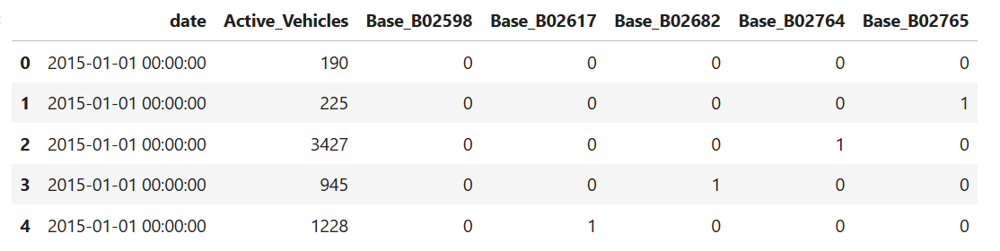 date Active_Vehicles Base_B02598 Base_B02617 Base_B02682 Base_B02764 Base_B02765
0 2015-01-01 00:00:00 190 0 0 0 0 0
1 2015-01-01 00:00:00 225 0 0 0 0 1
2 2015-01-01 00:00:00 3427 0 0 0 1 0
3 2015-01-01 00:00:00 945 0 0 1 0 0
4 2015-01-01 00:00:00 1228 0 1 0 0 0